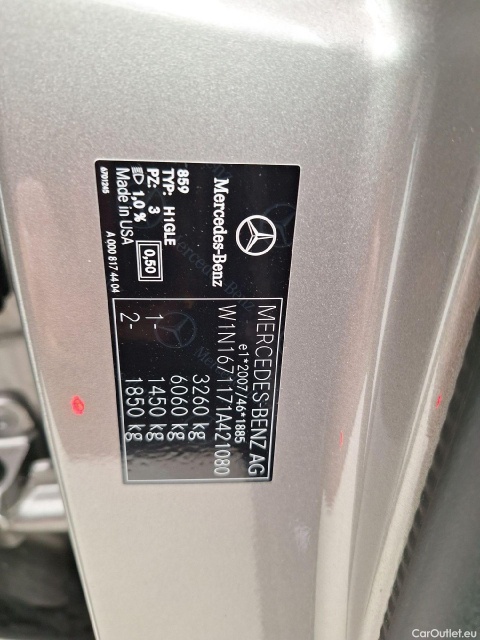 Mercedes-Benz
859
TYP: H1GLE
PZ: 3
1,0 % 0,50
Made in USA
6701245
A 000 817 44 04
MERCEDES-BENZ AG
e1*2007/46*1885
W1N1671171A421080
3260 kg
6060 kg
1- 1450 kg
2- 1850 kg
CarOutlet.eu